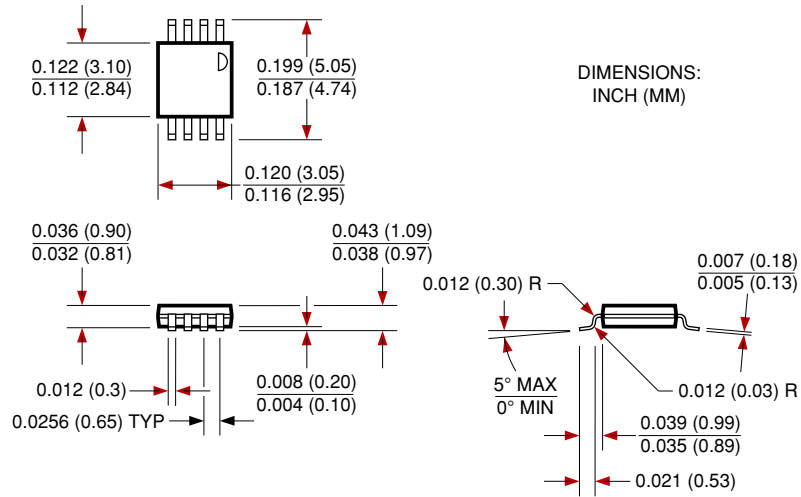 0.122 (3.10)
0.112 (2.84)
0.199 (5.05)
0.187 (4.74)
DIMENSIONS:
INCH (MM)
0.120 (3.05)
0.116 (2.95)
0.036 (0.90)
0.032 (0.81)
0.043 (1.09)
0.038 (0.97)
0.007 (0.18)
0.005 (0.13)
0.012 (0.30) R
0.012 (0.3)
0.008 (0.20)
0.004 (0.10)
5° MAX
0° MIN
0.012 (0.03) R
0.0256 (0.65) TYP
0.039 (0.99)
0.035 (0.89)
0.021 (0.53)